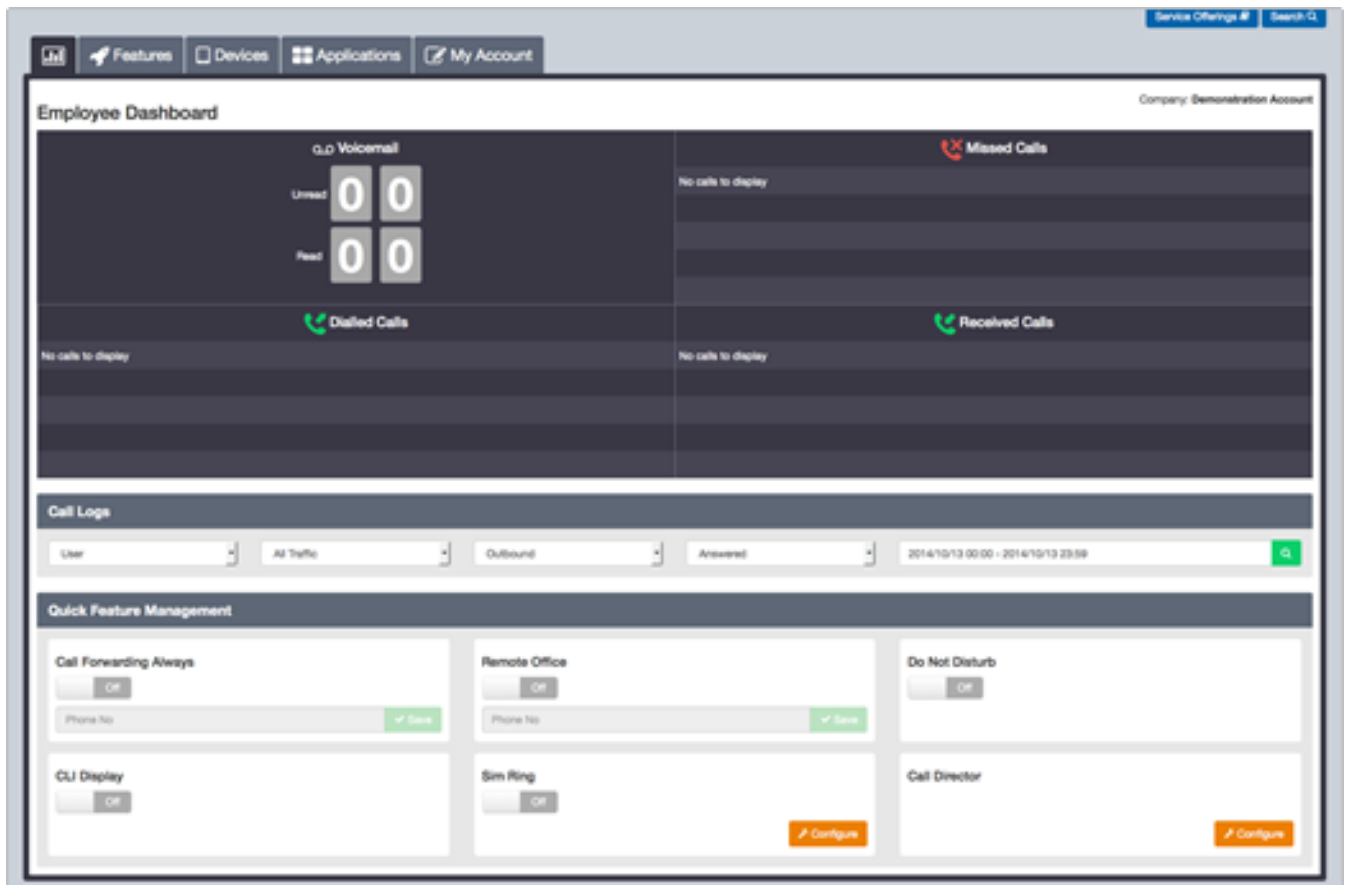 Service Offerings Search
Features Devices Applications My Account
Company: Demonstration Account
Employee Dashboard
Voicemail
Unread 0 0
Read 0 0
Missed Calls
No calls to display
Dialled Calls
No calls to display
Received Calls
No calls to display
Call Logs
User All Traffic Outbound Answered 2014/10/13 00:00 - 2014/10/13 23:59
Quick Feature Management
Call Forwarding Always
Off
Phone No Save
Remote Office
Off
Phone No Save
Do Not Disturb
Off
CLI Display
Off
Sim Ring
Off
Configure
Call Director
Configure